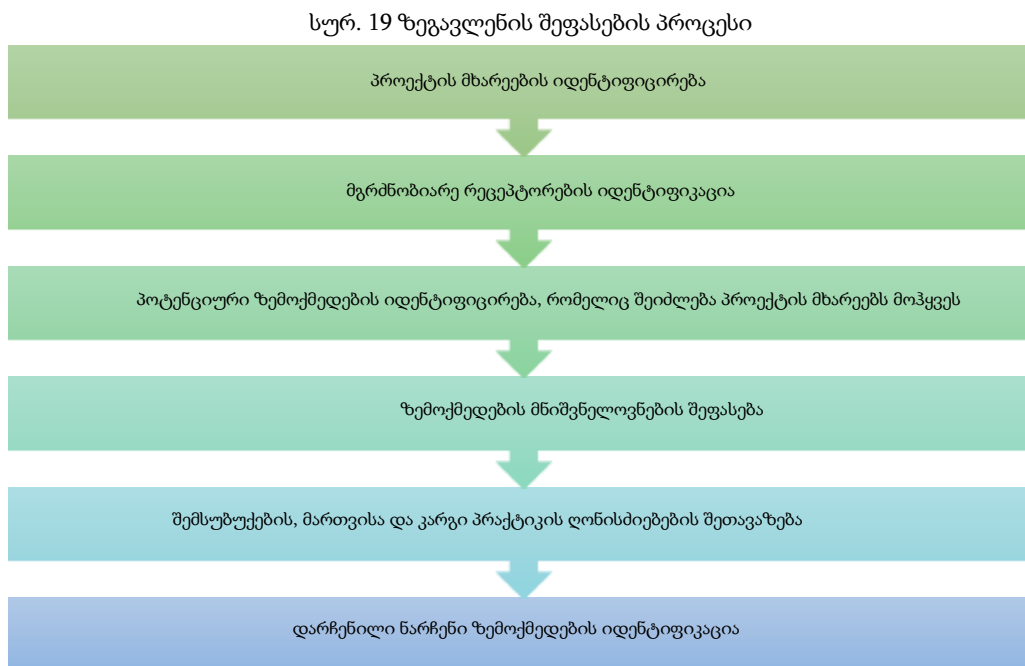 სურ. 19 ზეგავლენის შეფასების პროცესი
პროექტის მხარეების იდენტიფიცირება
მგრძნობიარე რეცეპტორების იდენტიფიკაცია
პოტენციური ზემოქმედების იდენტიფიცირება, რომელიც შეიძლება პროექტის მხარეებს მოჰყვეს
ზემოქმედების მნიშვნელოვნების შეფასება
შემსუბუქების, მართვისა და კარგი პრაქტიკის ღონისძიებების შეთავაზება
დარჩენილი ნარჩენი ზემოქმედების იდენტიფიკაცია